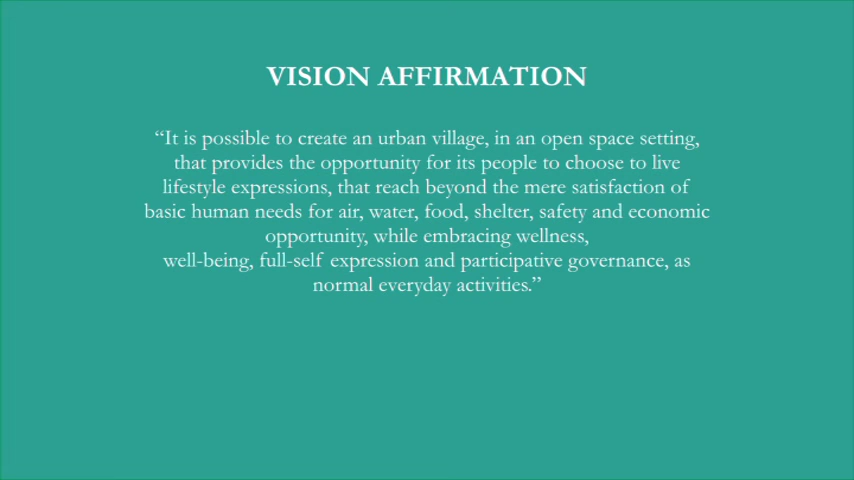 VISION AFFIRMATION
“It is possible to create an urban village, in an open space setting,
that provides the opportunity for its people to choose to live
lifestyle expressions, that reach beyond the mere satisfaction of
basic human needs for air, water, food, shelter, safety and economic
opportunity, while embracing wellness,
well-being, full-self expression and participative governance, as
normal everyday activities.”